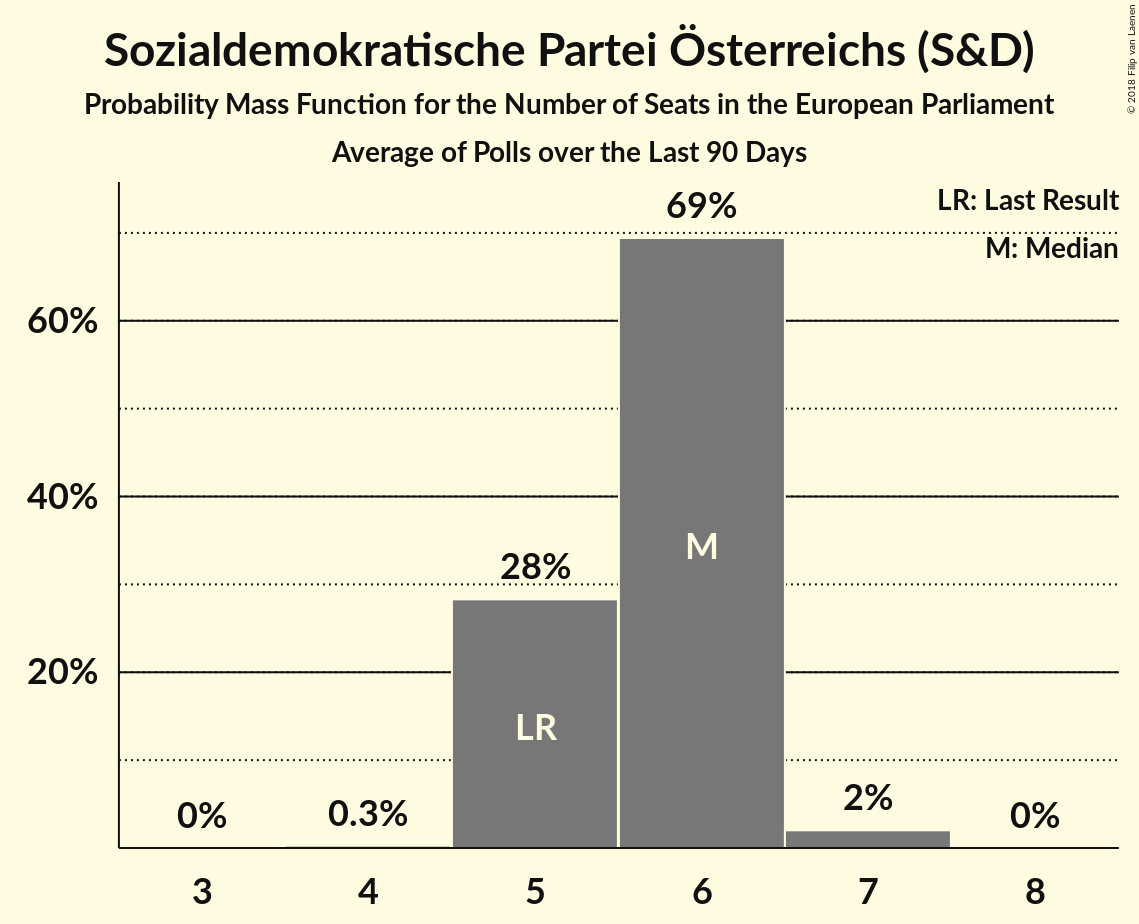 Sozialdemokratische Partei Österreichs (S&D)
Probability Mass Function for the Number of Seats in the European Parliament
Average of Polls over the Last 90 Days
© 2018 Filip van Laenen
LR: Last Result
M: Median
69%
60%
40%
28%
20%
M
LR
0%
0.3%
2%
0%
3 4 5 6 7 8